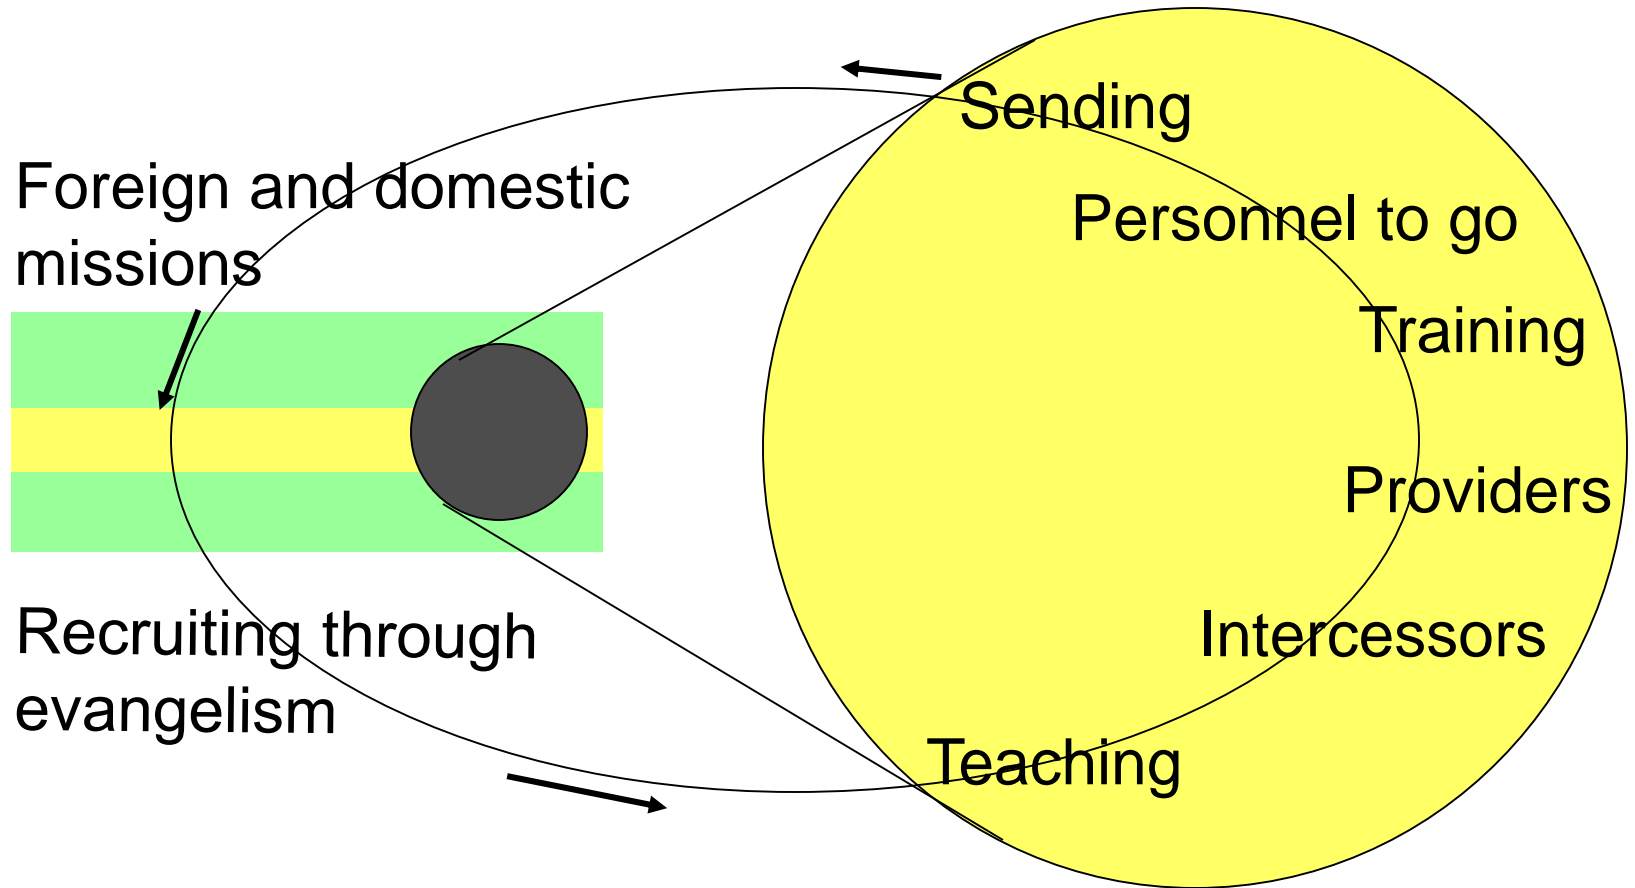 Sending
Foreign and domestic
missions
Personnel to go
Training
Providers
Recruiting through
evangelism
Intercessors
Teaching